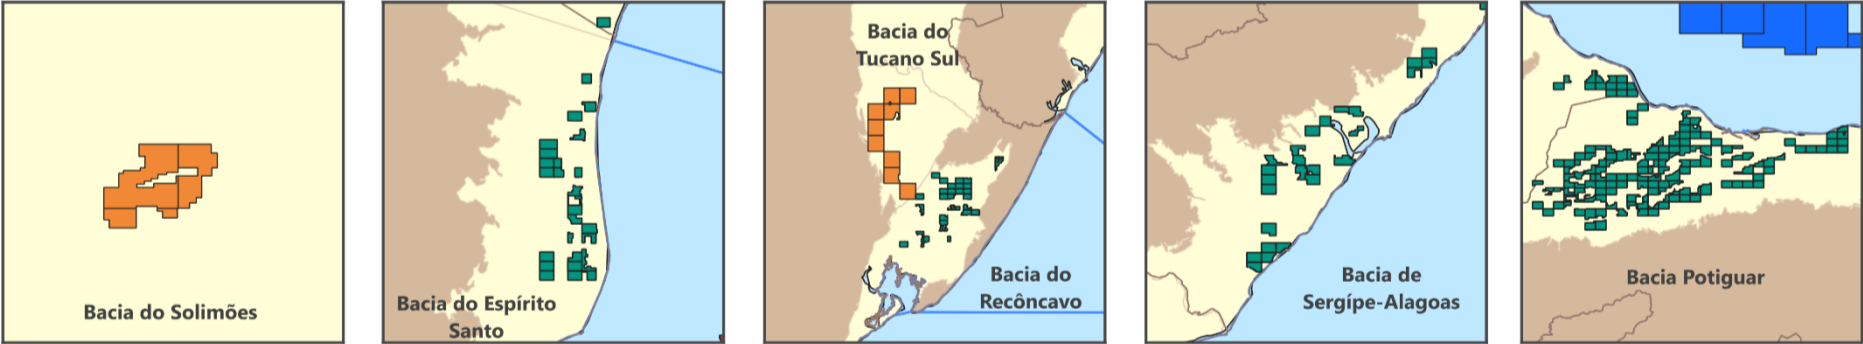 Bacia do Solimões
Bacia do Espírito
Santo
Bacia do
Tucano Sul
Bacia do
Recôncavo
Bacia de
Sergípe-Alagoas
Bacia Potiguar